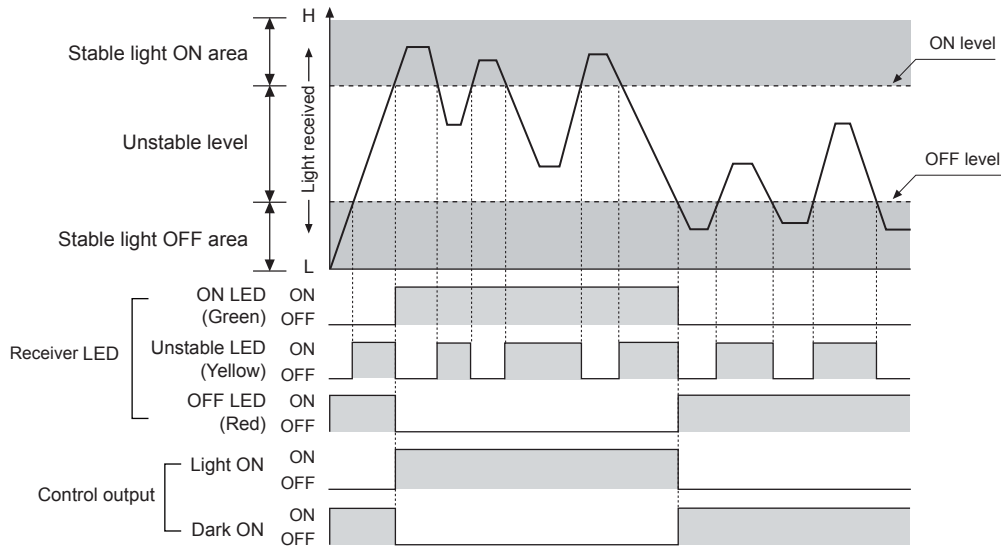 H
Stable light ON area
ON level
Unstable level
Light received
OFF level
Stable light OFF area
L
ON LED
(Green)
ON
OFF
Receiver LED
Unstable LED
(Yellow)
ON
OFF
OFF LED
(Red)
ON
OFF
Control output
Light ON
ON
OFF
Dark ON
ON
OFF